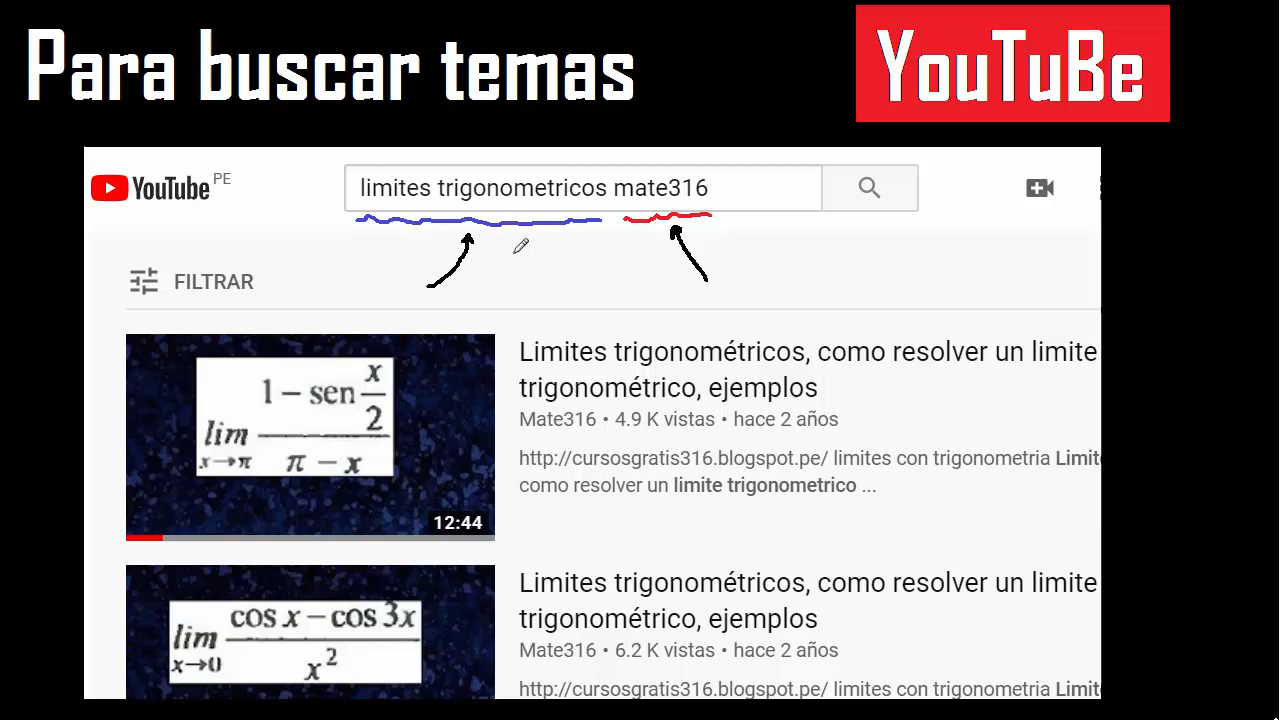 Para buscar temas
YouTuBe
YouTube PE
limites trigonometricos mate316
FILTRAR
Limites trigonométricos, como resolver un limite
trigonométrico, ejemplos
Mate316 • 4.9 K vistas • hace 2 años
http://cursosgratis316.blogspot.pe/ limites con trigonometria Limit
como resolver un limite trigonometrico ...
1 – sen x/2
lim
x→π
π – x
12:44
Limites trigonométricos, como resolver un limite
trigonométrico, ejemplos
Mate316 • 6.2 K vistas • hace 2 años
http://cursosgratis316.blogspot.pe/ limites con trigonometria Limit
cos x – cos 3x
lim
x→0
x²